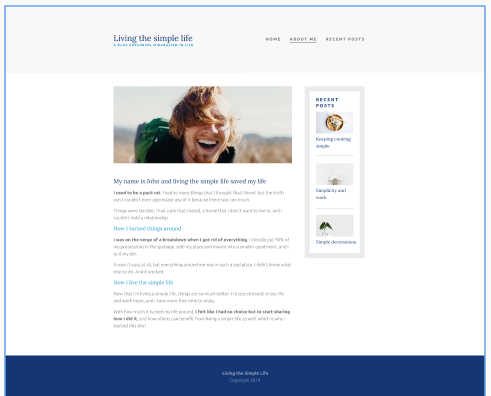 Living the simple life
A BLOG EXPLORING MINIMALISM IN LIFE
HOME ABOUT ME RECENT POSTS
My name is John and living the simple life saved my life
I used to be a pack rat. I had so many things that I thought that I loved, but the truth
was I couldn't even appreciate any of it because there was too much.
Things were terrible. I had a job that I hated, a home that I didn't want to live in, and I
couldn't hold a relationship.
How I turned things around
I was on the verge of a breakdown when I got rid of everything. I literally put 90% of
my possessions in the garbage, sold my place and moved into a smaller apartment, and I
quit my job.
It wasn't easy at all, but everything around me was in such a bad place, I didn't know what
else to do. And it worked.
Now I live the simple life
Now that I'm living a simple life, things are so much better. I'm less stressed, enjoy life
and work more, and I have more free time to enjoy.
With how much it turned my life around, I felt like I had no choice but to start sharing
how I did it, and how others can benefit from living a simple life as well, which is why I
started this site!
RECENT
POSTS
Keeping cooking
simple
Simplicity and
work
Simple decorations
Living the Simple Life
Copyright 2019